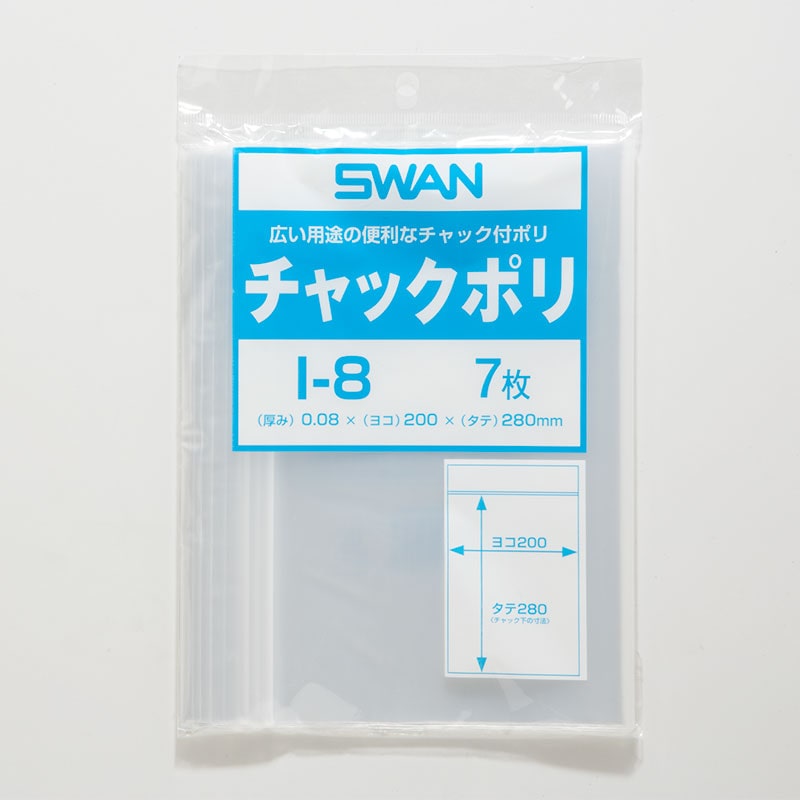 SWAN
広い用途の便利なチャック付ポリ
チャックポリ
I-8 7枚
(厚み) 0.08 × (ヨコ) 200 × (タテ) 280mm
ヨコ200
タテ280
(チャック下の寸法)